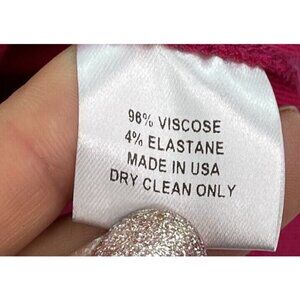 96% VISCOSE
4% ELASTANE
MADE IN USA
DRY CLEAN ONLY